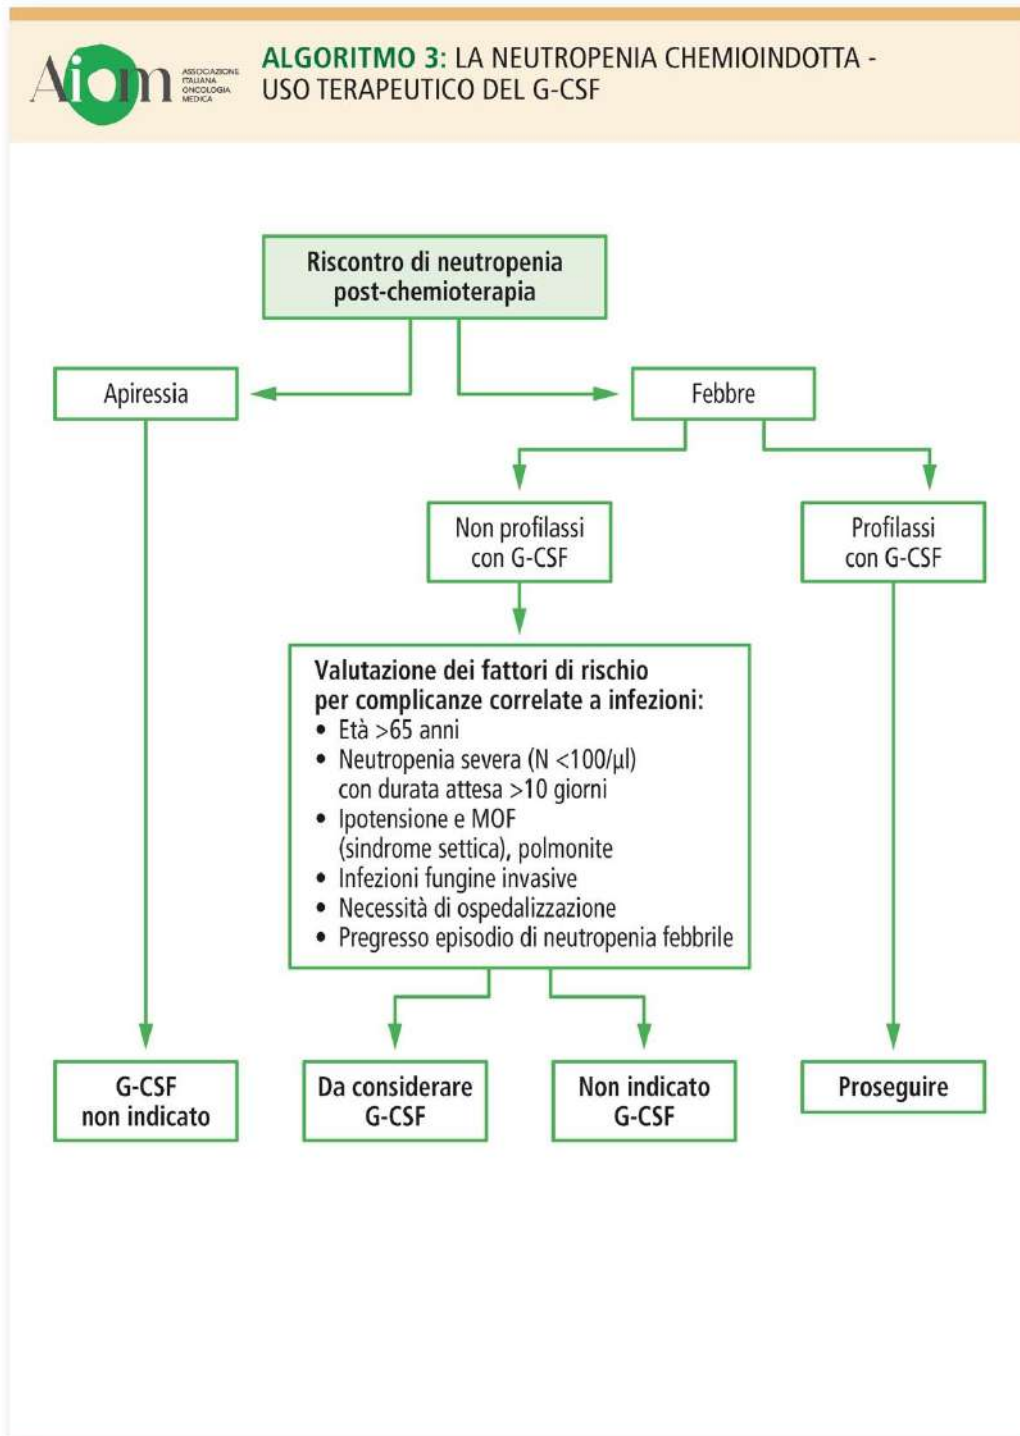 Aiom
ASSOCIAZIONE
ITALIANA
ONCOLOGIA
MEDICA
ALGORITMO 3: LA NEUTROPENIA CHEMIOINDOTTA -
USO TERAPEUTICO DEL G-CSF
Riscontro di neutropenia
post-chemioterapia
Apiressia
Febbre
Non profilassi
con G-CSF
Profilassi
con G-CSF
Valutazione dei fattori di rischio
per complicanze correlate a infezioni:
• Età >65 anni
• Neutropenia severa (N <100/µl)
con durata attesa >10 giorni
• Ipotensione e MOF
(sindrome settica), polmonite
• Infezioni fungine invasive
• Necessità di ospedalizzazione
• Pregresso episodio di neutropenia febbrile
G-CSF
non indicato
Da considerare
G-CSF
Non indicato
G-CSF
Proseguire